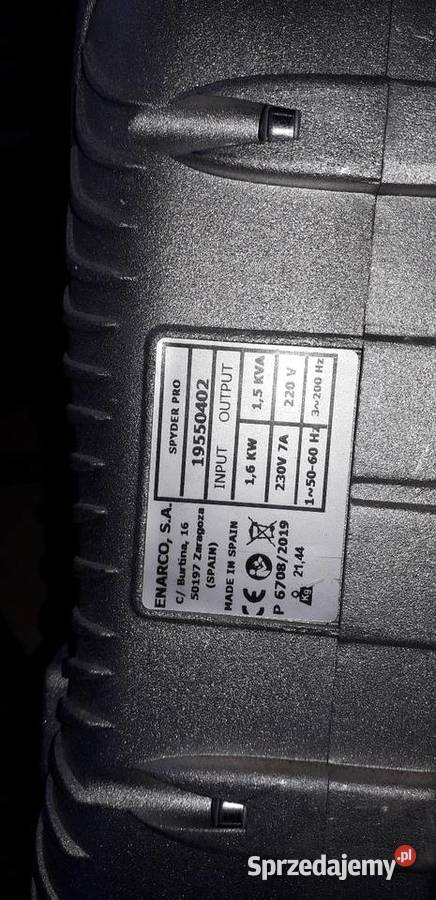 ENARCO, S.A.
C/ Burtina, 16
50197 Zaragoza
(SPAIN)
MADE IN SPAIN
CE
P 6708/2019
Kg 21,44
SPYDER PRO
19550402
INPUT OUTPUT
1,6 KW 1,5 KVA
230V 7A 220 V
1~50-60 Hz 3~200 Hz
Sprzedajemy.pl